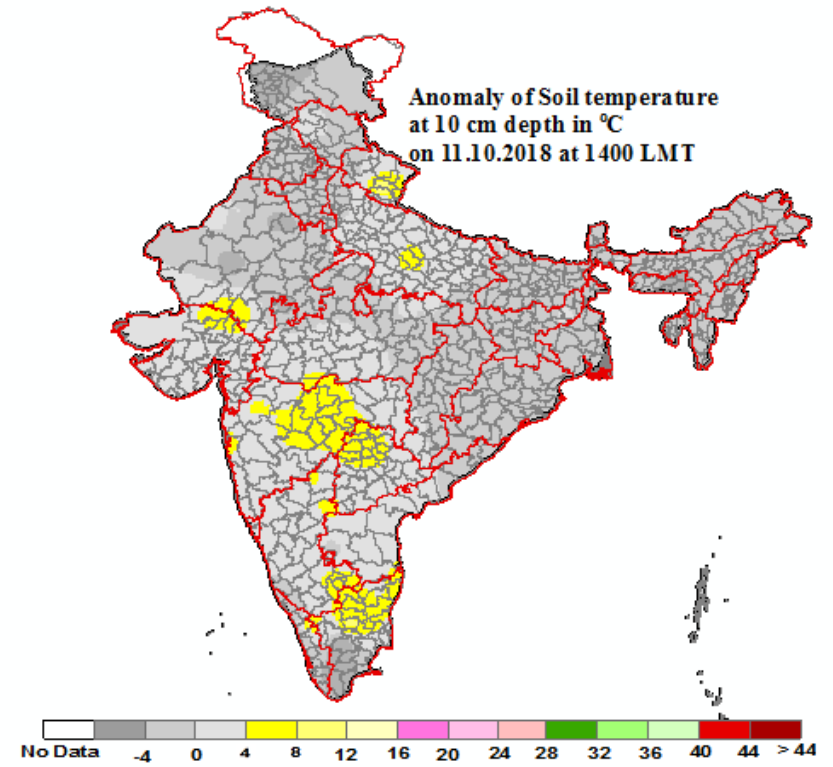 Anomaly of Soil temperature
at 10 cm depth in ⁰C
on 11.10.2018 at 1400 LMT
No Data -4 0 4 8 12 16 20 24 28 32 36 40 44 > 44